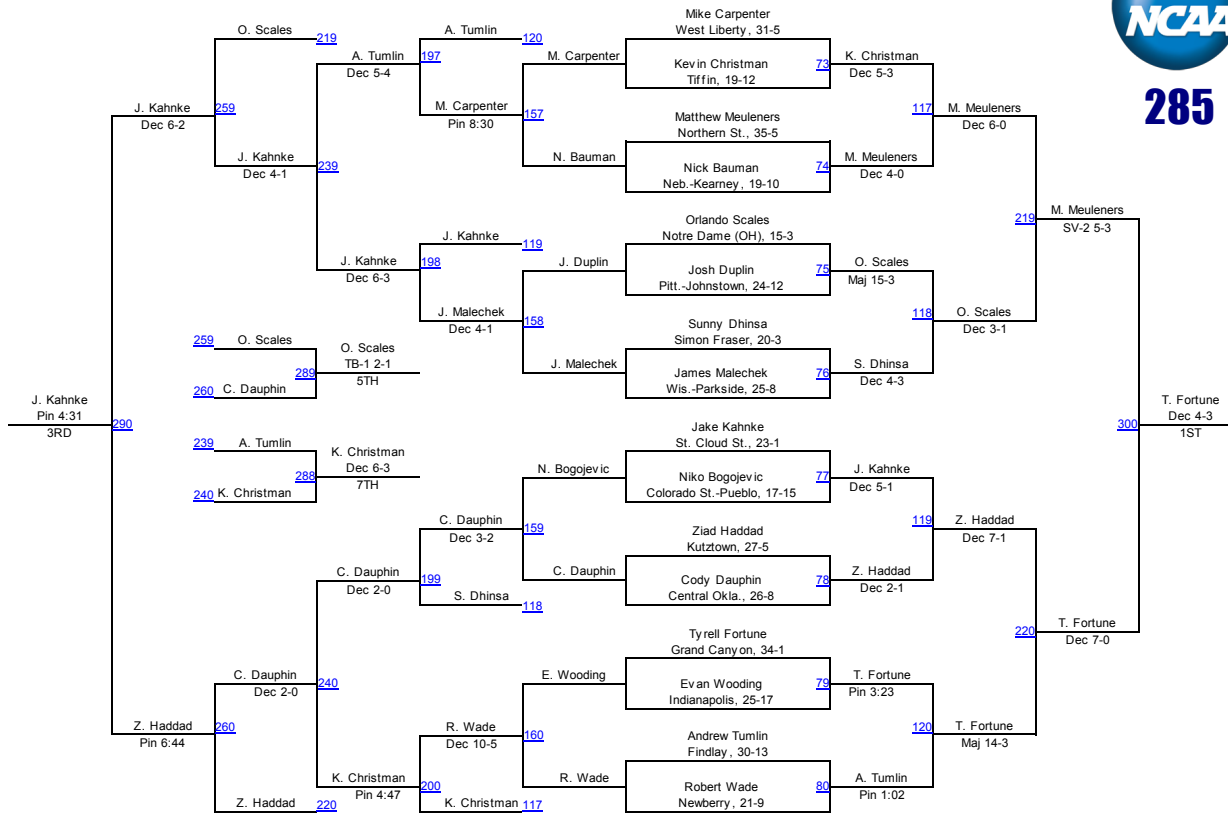 NCAA
285
Mike Carpenter
West Liberty, 31-5
Kevin Christman
Tiffin, 19-12
73
K. Christman
Dec 5-3
Matthew Meuleners
Northern St., 35-5
Nick Bauman
Neb.-Kearney, 19-10
74
M. Meuleners
Dec 4-0
117
M. Meuleners
Dec 6-0
Orlando Scales
Notre Dame (OH), 15-3
Josh Duplin
Pitt.-Johnstown, 24-12
75
O. Scales
Maj 15-3
Sunny Dhinsa
Simon Fraser, 20-3
James Malechek
Wis.-Parkside, 25-8
76
S. Dhinsa
Dec 4-3
118
O. Scales
Dec 3-1
219
M. Meuleners
SV-2 5-3
Jake Kahnke
St. Cloud St., 23-1
Niko Bogojevic
Colorado St.-Pueblo, 17-15
77
J. Kahnke
Dec 5-1
Ziad Haddad
Kutztown, 27-5
Cody Dauphin
Central Okla., 26-8
78
Z. Haddad
Dec 2-1
119
Z. Haddad
Dec 7-1
Tyrell Fortune
Grand Canyon, 34-1
Evan Wooding
Indianapolis, 25-17
79
T. Fortune
Pin 3:23
Andrew Tumlin
Findlay, 30-13
Robert Wade
Newberry, 21-9
80
A. Tumlin
Pin 1:02
120
T. Fortune
Maj 14-3
220
T. Fortune
Dec 7-0
300
T. Fortune
Dec 4-3
1ST
M. Carpenter
N. Bauman
157
M. Carpenter
Pin 8:30
A. Tumlin
120
197
A. Tumlin
Dec 5-4
J. Duplin
J. Malechek
158
J. Malechek
Dec 4-1
J. Kahnke
119
198
J. Kahnke
Dec 6-3
239
J. Kahnke
Dec 4-1
O. Scales
219
259
J. Kahnke
Dec 6-2
N. Bogojevic
C. Dauphin
159
C. Dauphin
Dec 3-2
S. Dhinsa
118
199
C. Dauphin
Dec 2-0
E. Wooding
R. Wade
160
R. Wade
Dec 10-5
K. Christman
117
200
K. Christman
Pin 4:47
240
C. Dauphin
Dec 2-0
Z. Haddad
220
260
Z. Haddad
Pin 6:44
290
J. Kahnke
Pin 4:31
3RD
259
O. Scales
260
C. Dauphin
289
O. Scales
TB-1 2-1
5TH
239
A. Tumlin
240
K. Christman
288
K. Christman
Dec 6-3
7TH